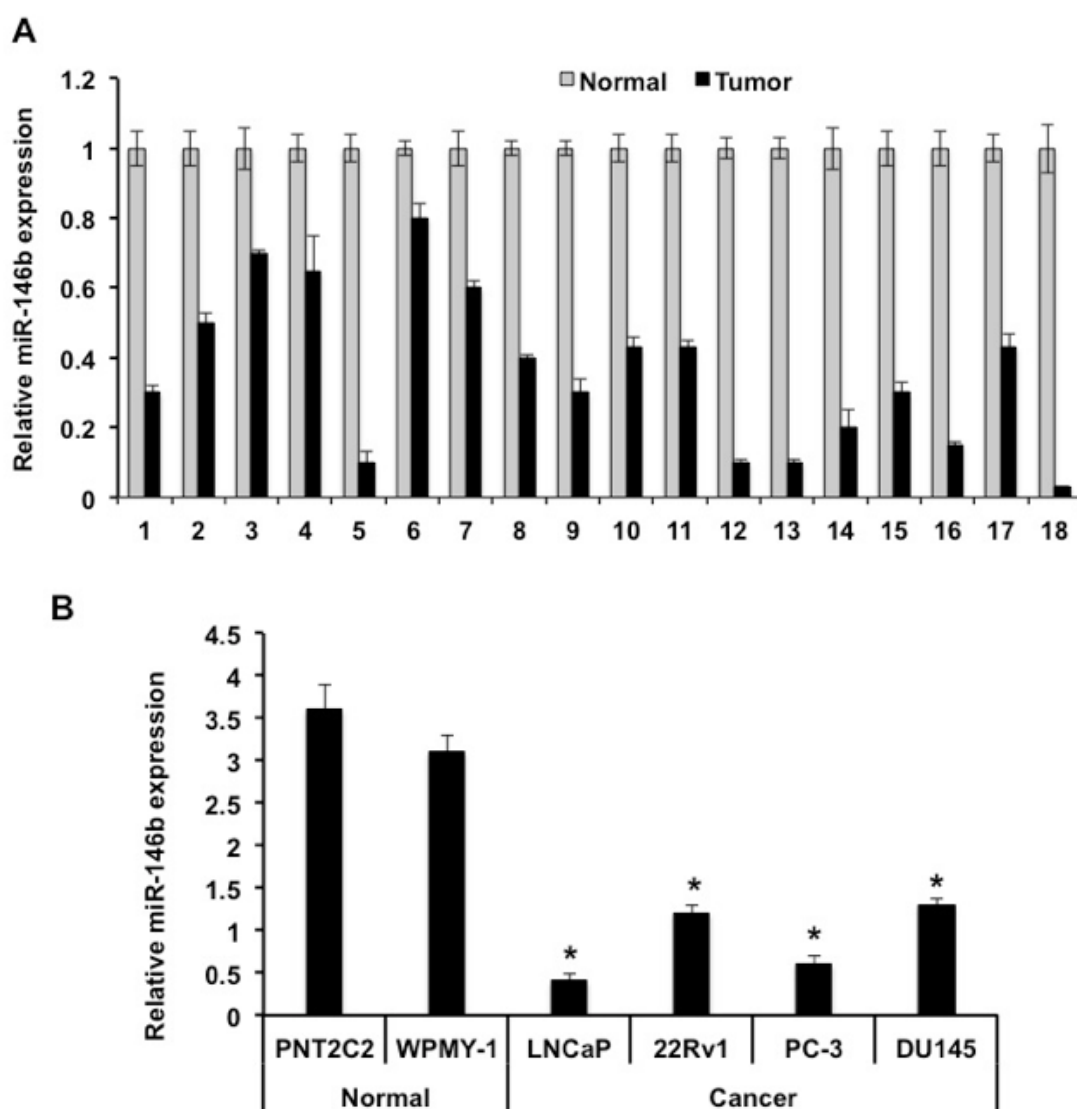 A
Relative miR-146b expression
1.2
1
0.8
0.6
0.4
0.2
0
Normal Tumor
1 2 3 4 5 6 7 8 9 10 11 12 13 14 15 16 17 18
B
Relative miR-146b expression
4.5
4
3.5
3
2.5
2
1.5
1
0.5
0
* * * *
PNT2C2 WPMY-1 LNCaP 22Rv1 PC-3 DU145
Normal Cancer